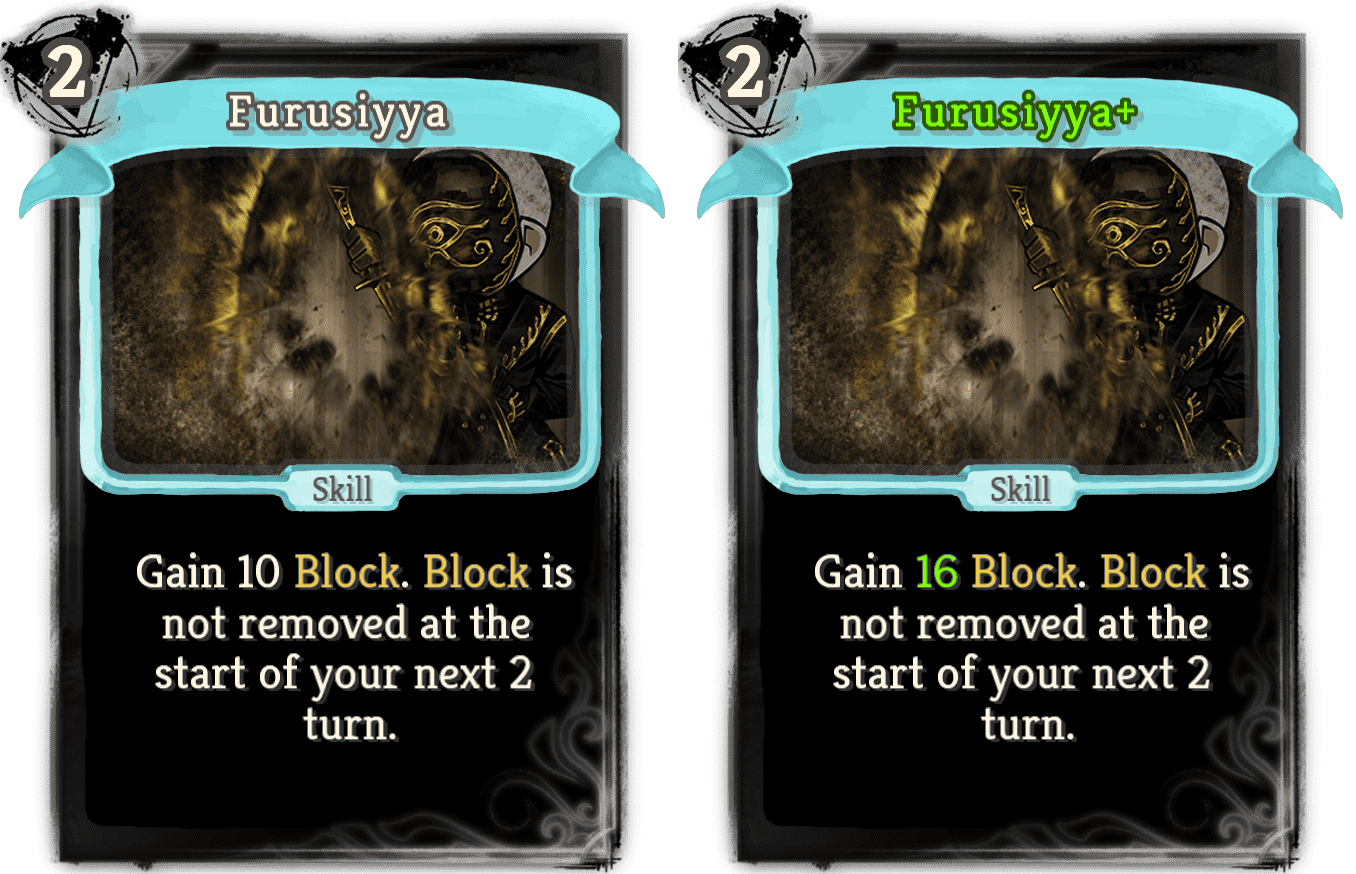 2
Furusiyya
Skill
Gain 10 Block. Block is
not removed at the
start of your next 2
turn.
2
Furusiyya+
Skill
Gain 16 Block. Block is
not removed at the
start of your next 2
turn.